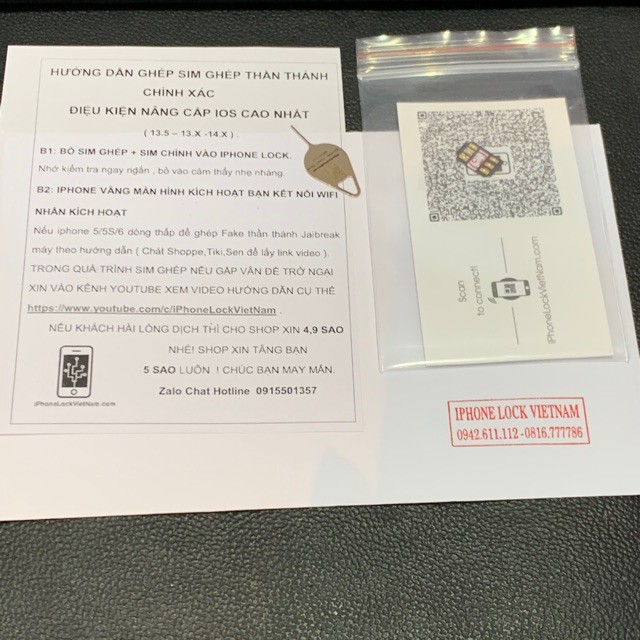 HƯỚNG DẪN GHÉP SIM GHÉP THẦN THÁNH
CHÍNH XÁC
ĐIỆU KIỆN NÂNG CẤP IOS CAO NHẤT
( 13.5 – 13.X -14.X ) .
B1: BỎ SIM GHÉP + SIM CHÍNH VÀO IPHONE LOCK.
Nhớ kiểm tra ngay ngắn , bỏ vào cảm thấy nhẹ nhàng.
B2: IPHONE VÀNG MÀN HÌNH KÍCH HOẠT BẠN KẾT NỐI WIFI
NHẤN KÍCH HOẠT
Nếu iphone 5/5S/6 dòng thấp để ghép Fake thần thánh Jaibreak
máy theo hướng dẫn ( Chát Shoppe,Tiki,Sen để lấy link video ).
TRONG QUÁ TRÌNH SIM GHÉP NẾU GẶP VẤN ĐỀ TRỞ NGẠI
XIN VÀO KÊNH YOUTUBE XEM VIDEO HƯỚNG DẪN CỤ THỂ
https://www.youtube.com/c/iPhoneLockVietNam .
NẾU KHÁCH HÀI LÒNG DỊCH THÌ CHO SHOP XIN 4,9 SAO
NHÉ! SHOP XIN TẶNG BẠN
5 SAO LUÔN ! CHÚC BẠN MAY MẮN.
Zalo Chat Hotline 0915501357
iPhoneLockVietNam.com
Scan
to connect!
iPhoneLockVietNam.com
IPHONE LOCK VIETNAM
0942.611.112 -0816.777786